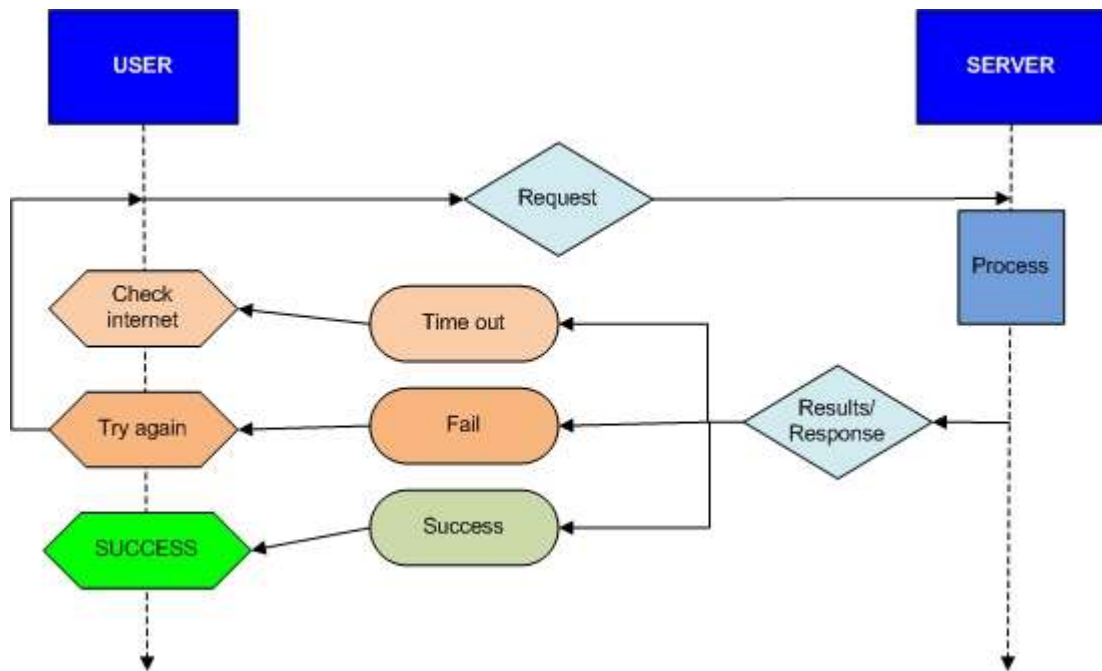 USER
SERVER
Request
Process
Check
internet
Time out
Try again
Fail
Results/
Response
SUCCESS
Success